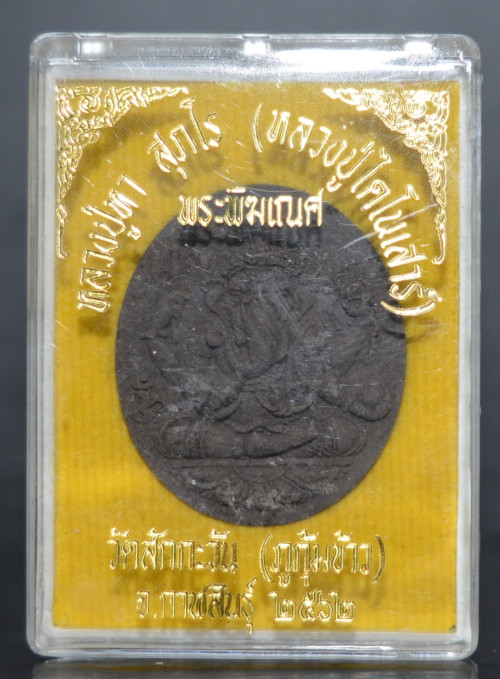 หลวงปู่หา สุภโร (หลวงปู่ไดโนเสาร์)
พระพิฆเณศ
วัดสักกะวัน (ภูกุ้มข้าว)
จ.กาฬสินธุ์ ๒๕๖๒